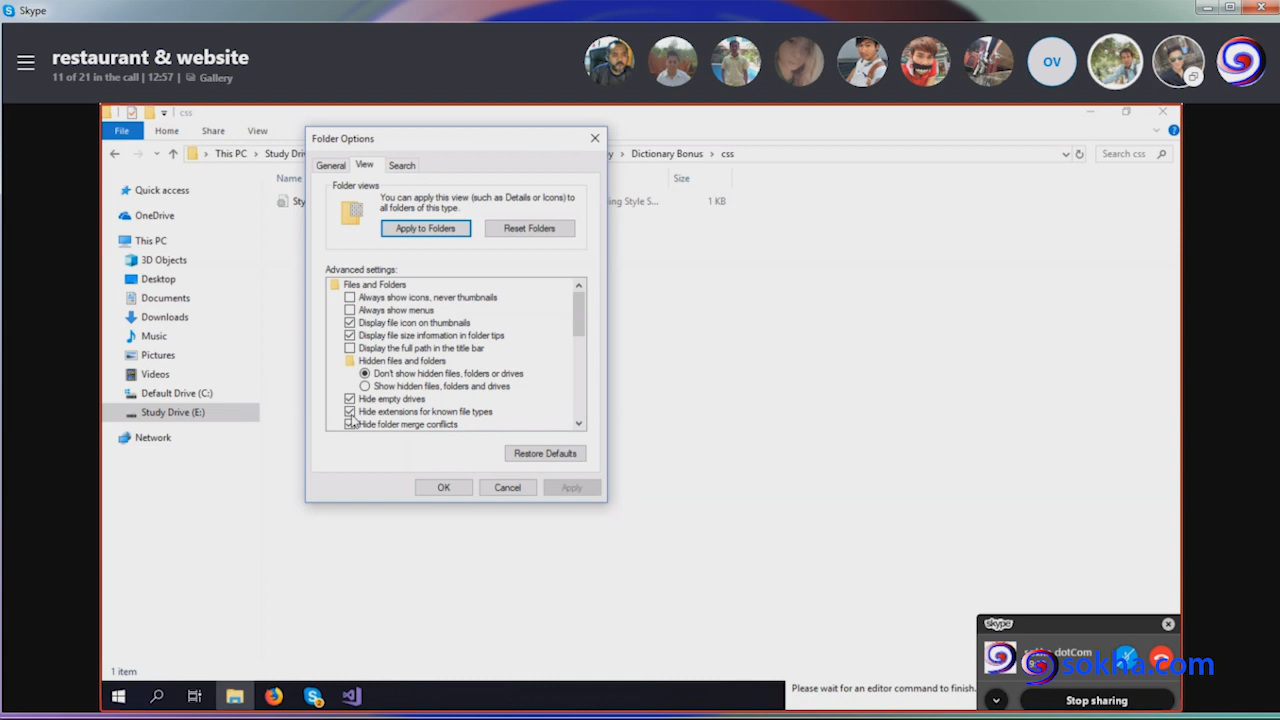 Skype
restaurant & website
11 of 21 in the call | 12:57 | Gallery
OV
css
File Home Share View
This PC Study Dri
Dictionary Bonus css
Search css
Quick access
OneDrive
This PC
3D Objects
Desktop
Documents
Downloads
Music
Pictures
Videos
Default Drive (C:)
Study Drive (E:)
Network
Name
Size
Sty
ing Style S...
1 KB
Folder Options
General View Search
Folder views
You can apply this view (such as Details or Icons) to
all folders of this type.
Apply to Folders Reset Folders
Advanced settings:
Files and Folders
Always show icons, never thumbnails
Always show menus
Display file icon on thumbnails
Display file size information in folder tips
Display the full path in the title bar
Hidden files and folders
Don't show hidden files, folders or drives
Show hidden files, folders and drives
Hide empty drives
Hide extensions for known file types
Hide folder merge conflicts
Restore Defaults
OK Cancel Apply
1 item
Please wait for an editor command to finish.
skype
dotCom
sokha.com
Stop sharing